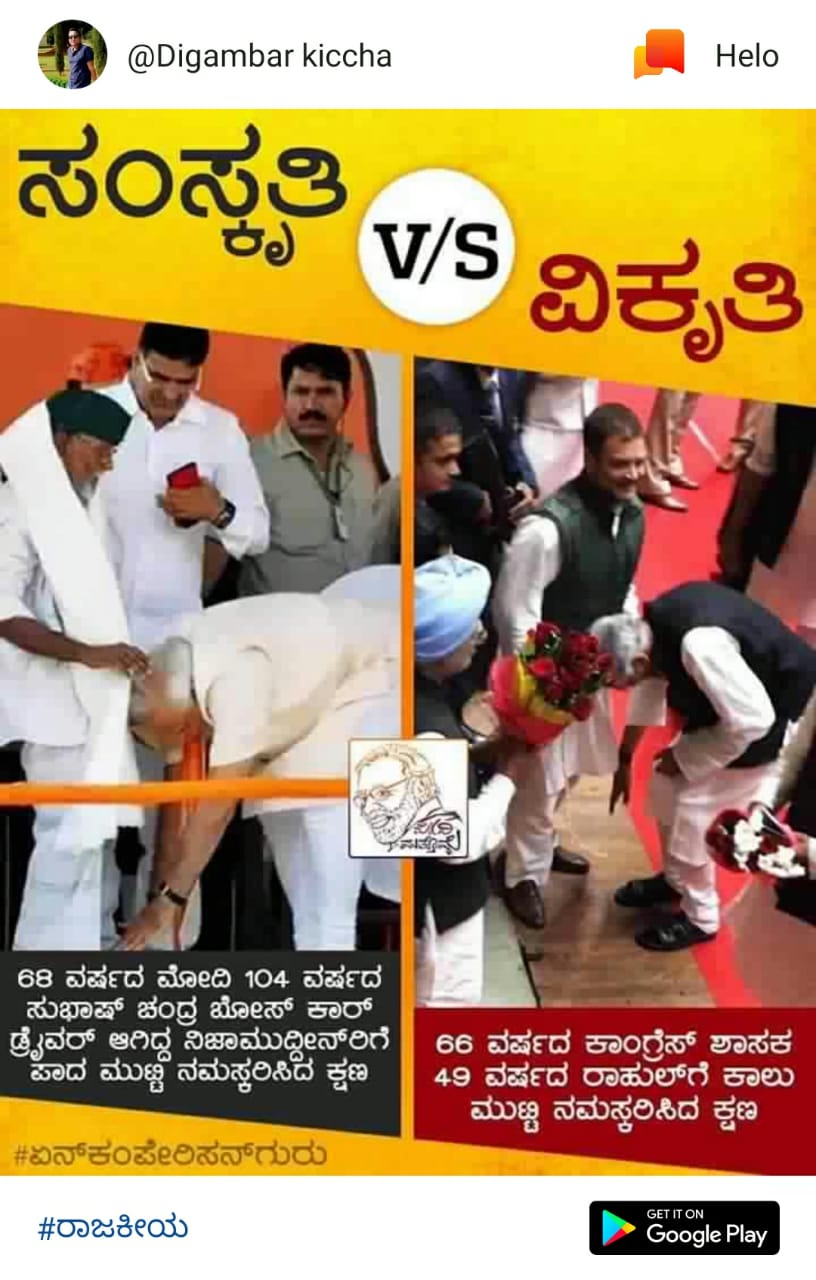 @Digambar kiccha
Helo
ಸಂಸ್ಕೃತಿ
V/S
ವಿಕೃತಿ
68 ವರ್ಷದ ಮೋದಿ 104 ವರ್ಷದ
ಸುಭಾಷ್ ಚಂದ್ರ ಬೋಸ್ ಕಾರ್
ಡ್ರೈವರ್ ಆಗಿದ್ದ ನಿಜಾಮುದ್ದೀನ್‌ರಿಗೆ
ಪಾದ ಮುಟ್ಟಿ ನಮಸ್ಕರಿಸಿದ ಕ್ಷಣ
66 ವರ್ಷದ ಕಾಂಗ್ರೆಸ್ ಶಾಸಕ
49 ವರ್ಷದ ರಾಹುಲ್‌ಗೆ ಕಾಲು
ಮುಟ್ಟಿ ನಮಸ್ಕರಿಸಿದ ಕ್ಷಣ
#ಏನ್‌ಕಂಪೇರಿಸನ್‌ಗುರು
#ರಾಜಕೀಯ
GET IT ON
Google Play